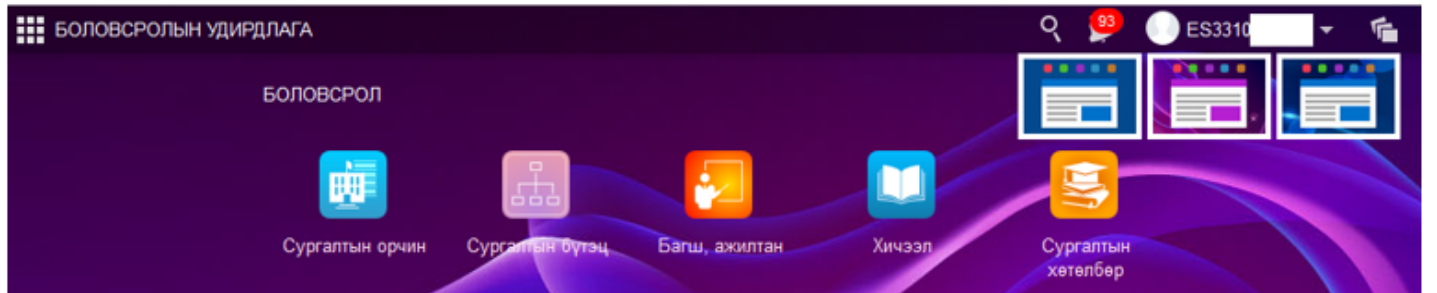 БОЛОВСРОЛЫН УДИРДЛАГА
93
ES3310
БОЛОВСРОЛ
Сургалтын орчин
Сургалтын бүтэц
Багш, ажилтан
Хичээл
Сургалтын
хөтөлбөр